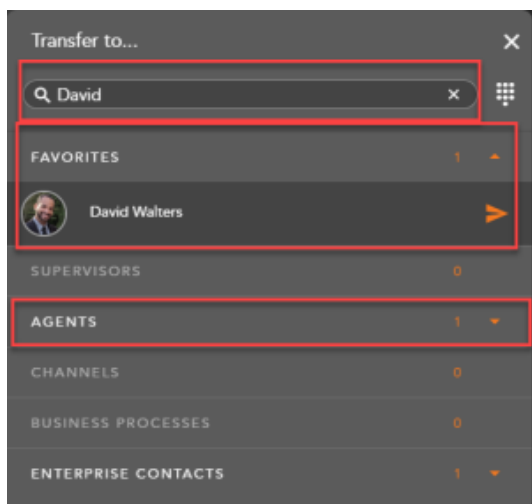 Transfer to...
David
FAVORITES 1
David Walters
SUPERVISORS 0
AGENTS 1
CHANNELS 0
BUSINESS PROCESSES 0
ENTERPRISE CONTACTS 1